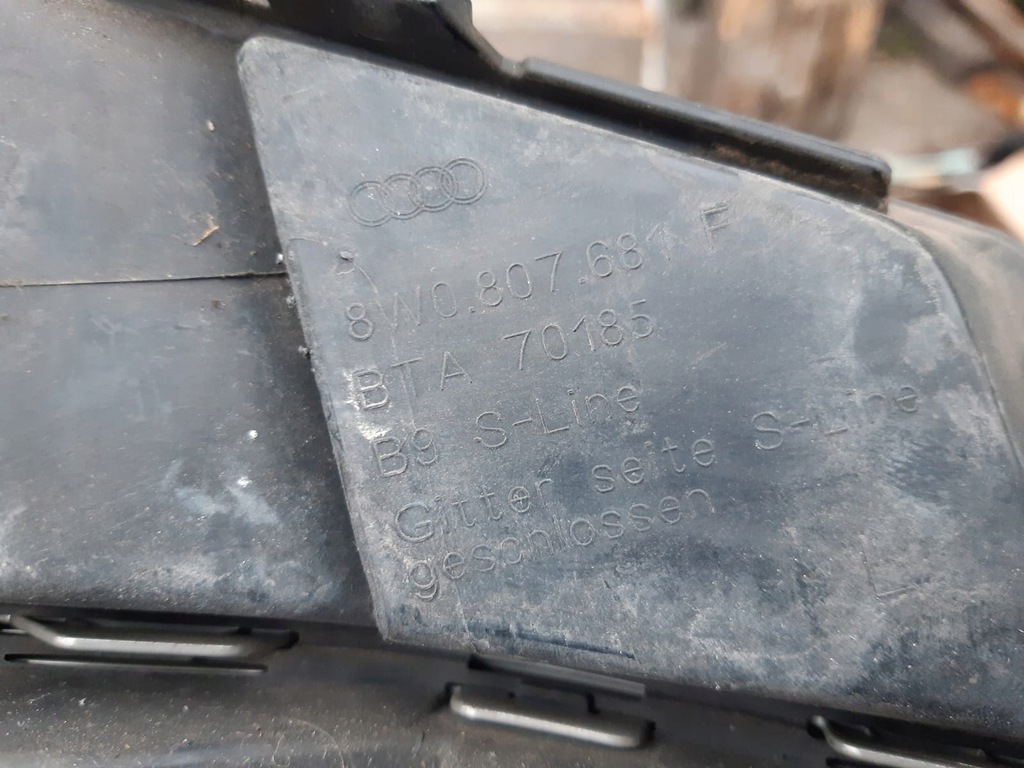 8W0.807.681 F
BTA 70185
B9 S-Line
Gitter seite S-Line
geschlossen
L